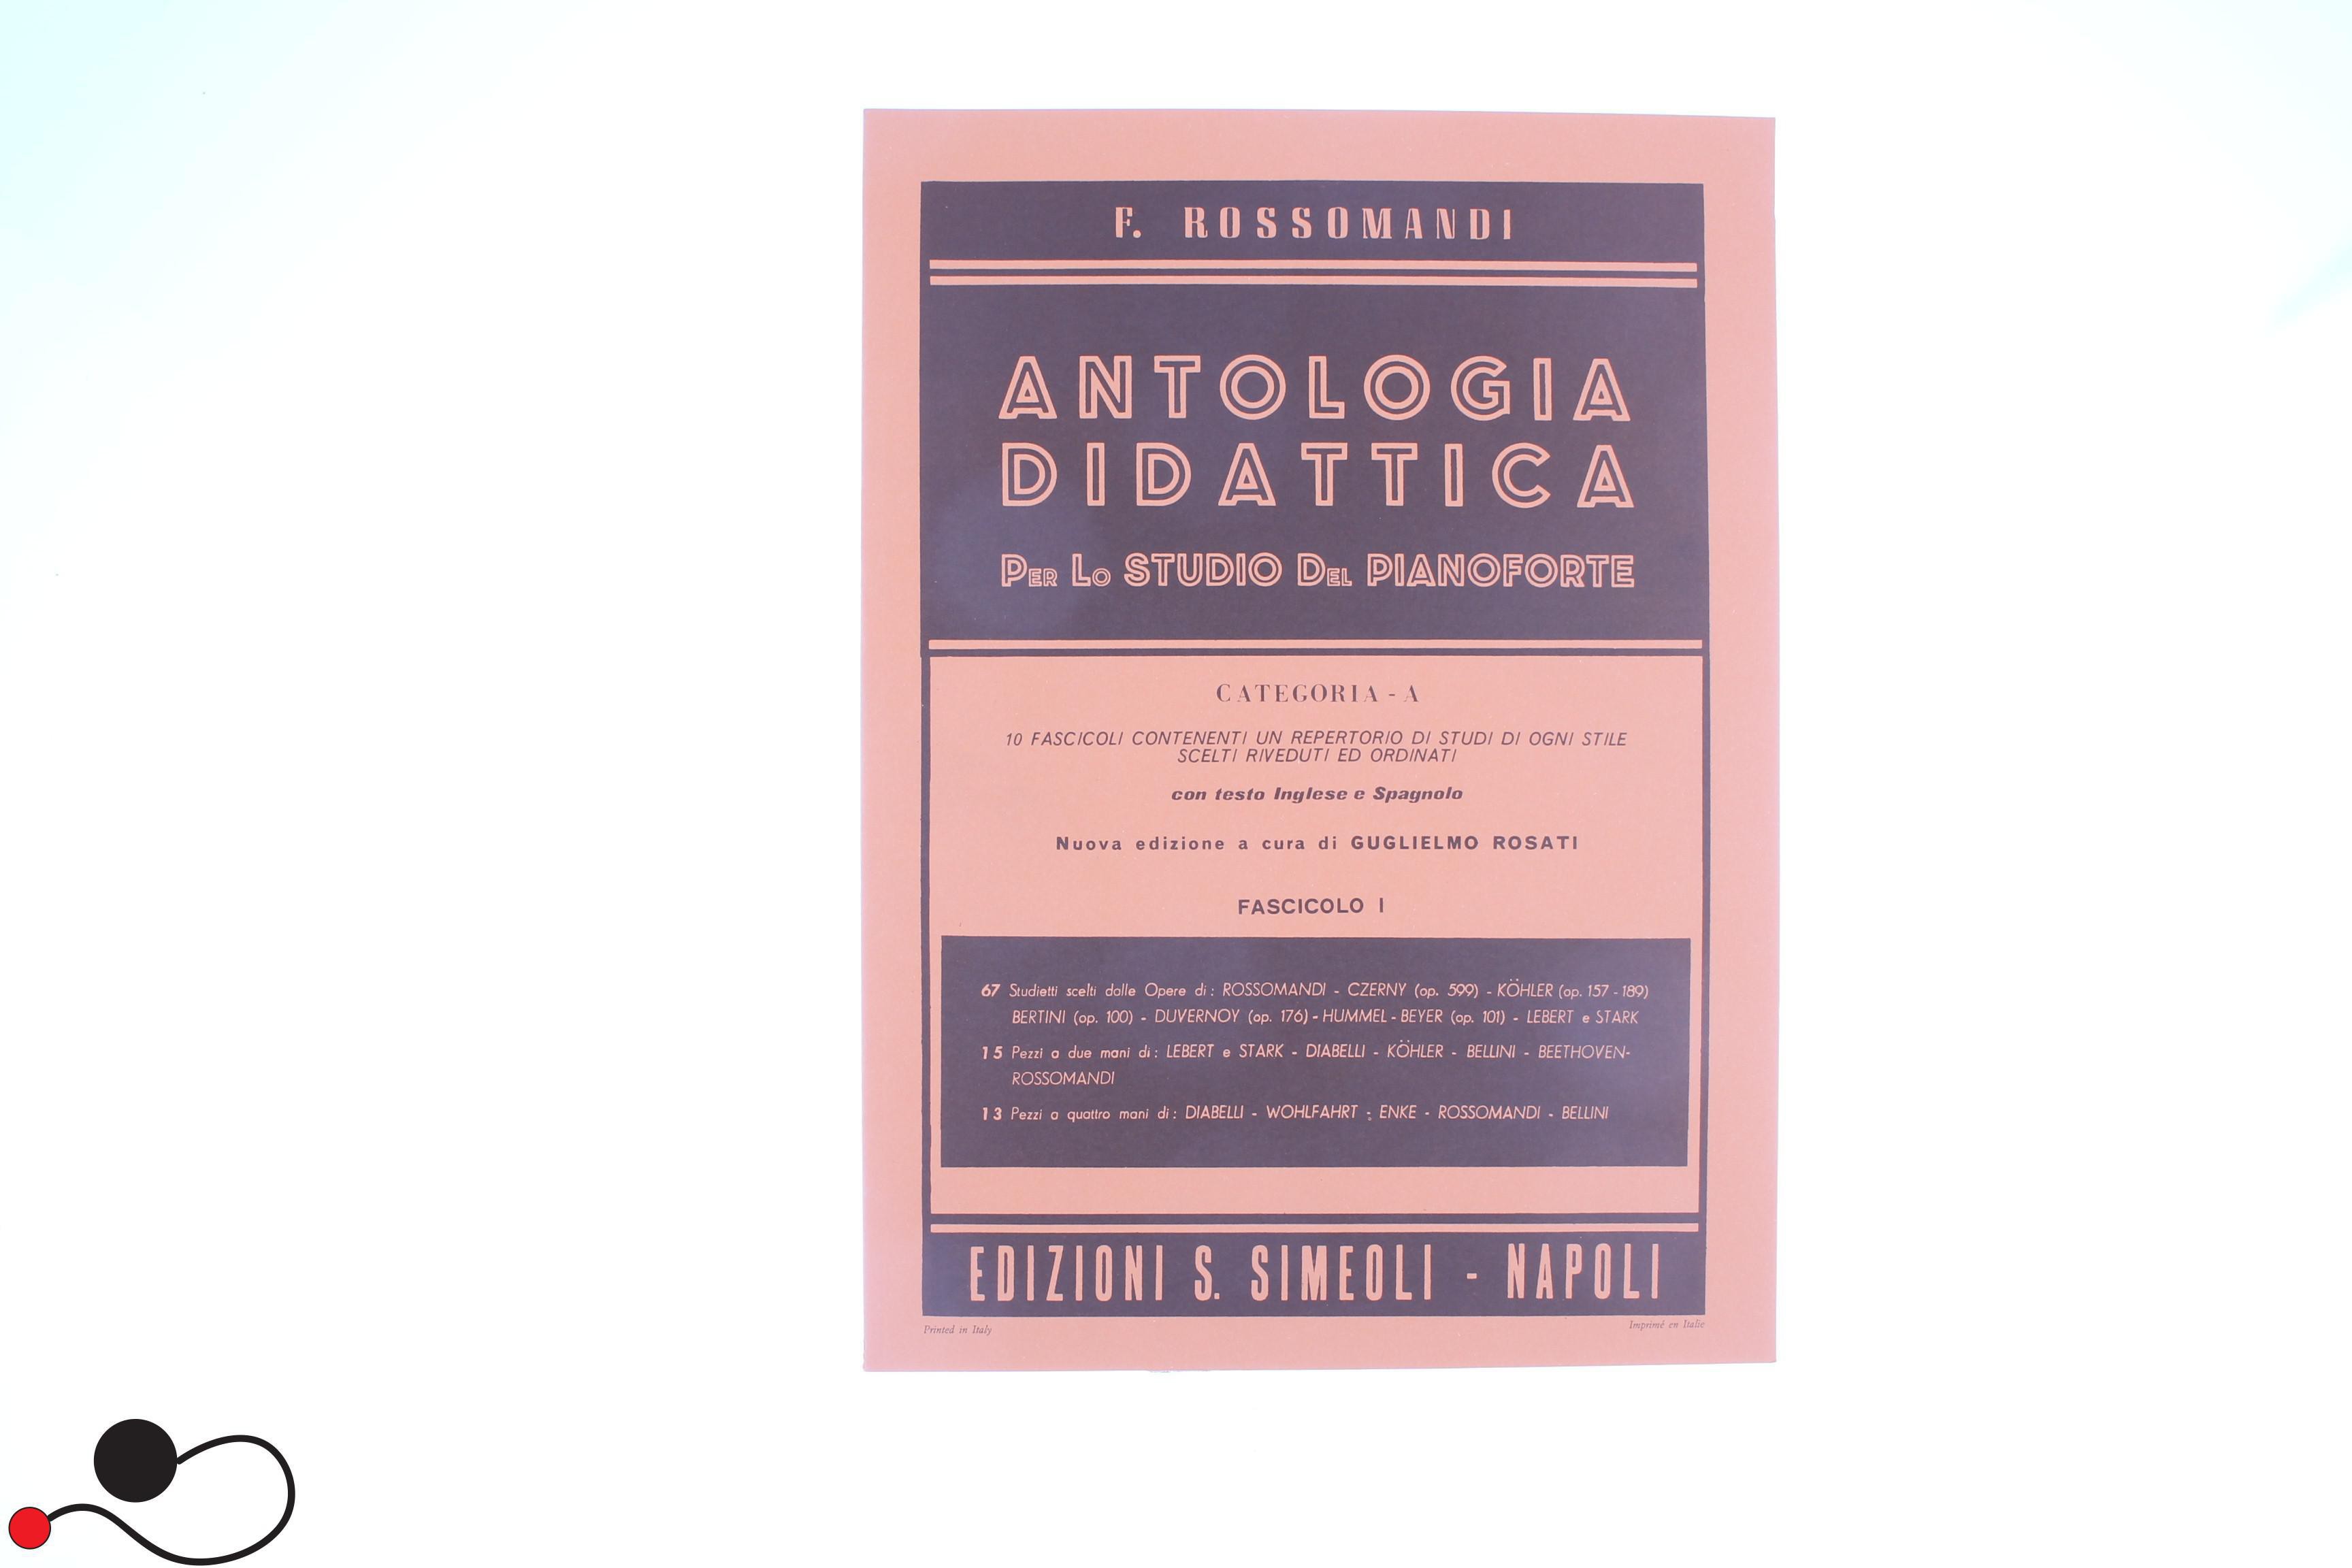 F. ROSSOMANDI
ANTOLOGIA
DIDATTICA
PER LO STUDIO DEL PIANOFORTE
CATEGORIA - A
10 FASCICOLI CONTENENTI UN REPERTORIO DI STUDI DI OGNI STILE
SCELTI RIVEDUTI ED ORDINATI
con testo Inglese e Spagnolo
Nuova edizione a cura di GUGLIELMO ROSATI
FASCICOLO I
67 Studietti scelti dalle Opere di: ROSSOMANDI - CZERNY (op. 599) - KÖHLER (op. 157 - 189)
BERTINI (op. 100) - DUVERNOY (op. 176) - HUMMEL - BEYER (op. 101) - LEBERT e STARK
15 Pezzi a due mani di: LEBERT e STARK - DIABELLI - KÖHLER - BELLINI - BEETHOVEN-
ROSSOMANDI
13 Pezzi a quattro mani di: DIABELLI - WOHLFAHRT - ENKE - ROSSOMANDI - BELLINI
EDIZIONI S. SIMEOLI - NAPOLI
Printed in Italy
Imprimé en Italie